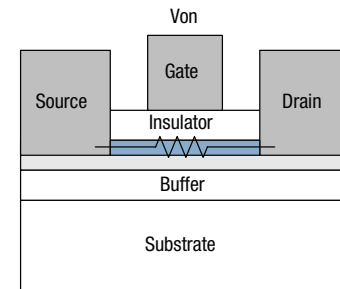 Von
Gate
Source
Drain
Insulator
Buffer
Substrate